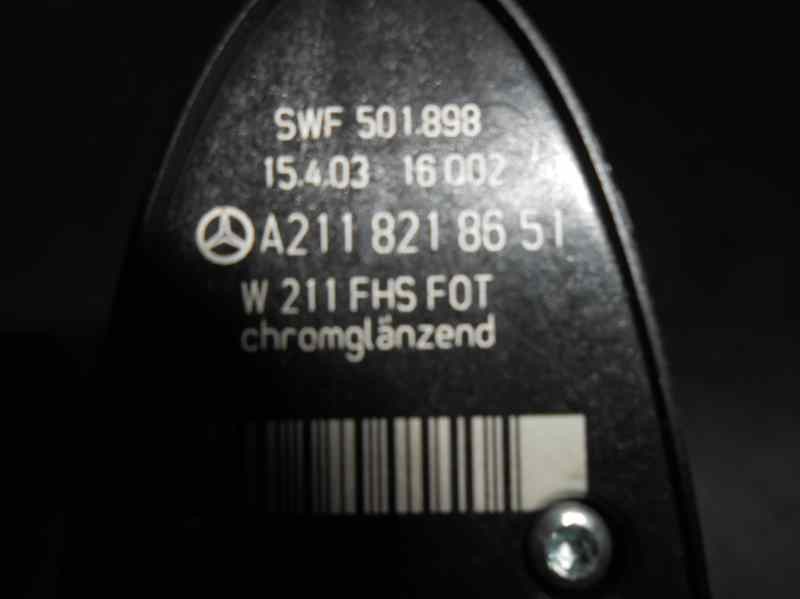 SWF 501.898
15.4.03 16 002
A211 821 86 51
W 211 FHS FOT
chromglänzend